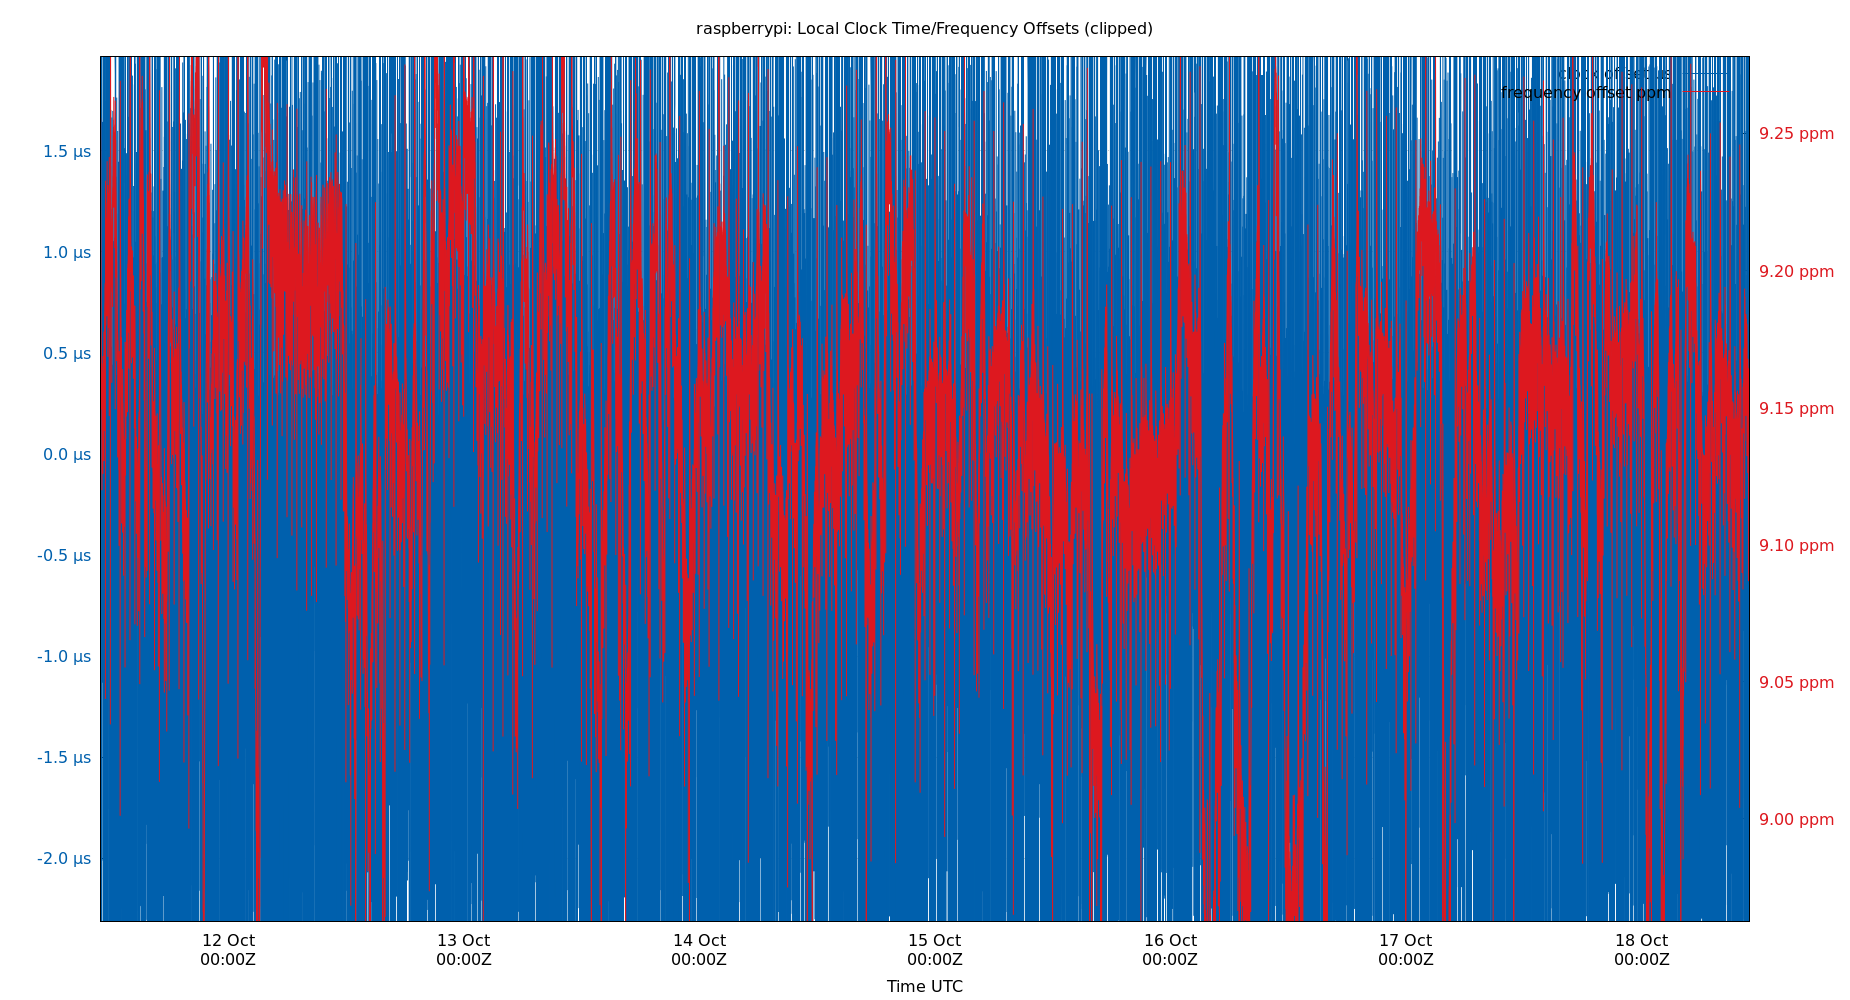 raspberrypi: Local Clock Time/Frequency Offsets (clipped)
clock offset us
frequency offset ppm
1.5 µs
1.0 µs
0.5 µs
0.0 µs
-0.5 µs
-1.0 µs
-1.5 µs
-2.0 µs
9.25 ppm
9.20 ppm
9.15 ppm
9.10 ppm
9.05 ppm
9.00 ppm
12 Oct
00:00Z
13 Oct
00:00Z
14 Oct
00:00Z
15 Oct
00:00Z
16 Oct
00:00Z
17 Oct
00:00Z
18 Oct
00:00Z
Time UTC